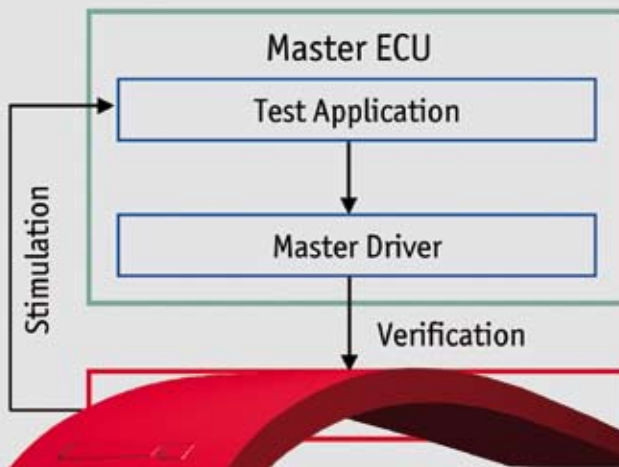 Master ECU
Test Application
Master Driver
Stimulation
Verification